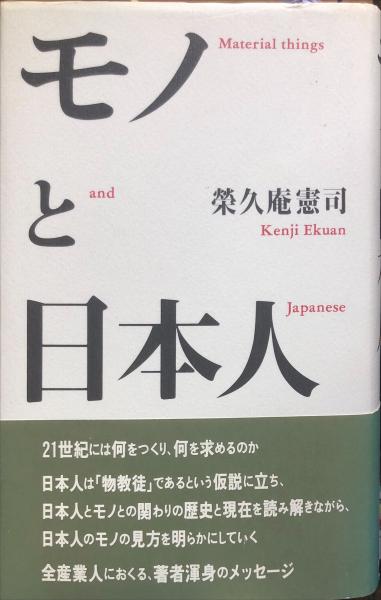 モノ
Material things
と
and
榮久庵憲司
Kenji Ekuan
日本人
Japanese
21世紀には何をつくり、何を求めるのか
日本人は「物教徒」であるという仮説に立ち、
日本人とモノとの関わりの歴史と現在を読み解きながら、
日本人のモノの見方を明らかにしていく
全産業人におくる、著者渾身のメッセージ